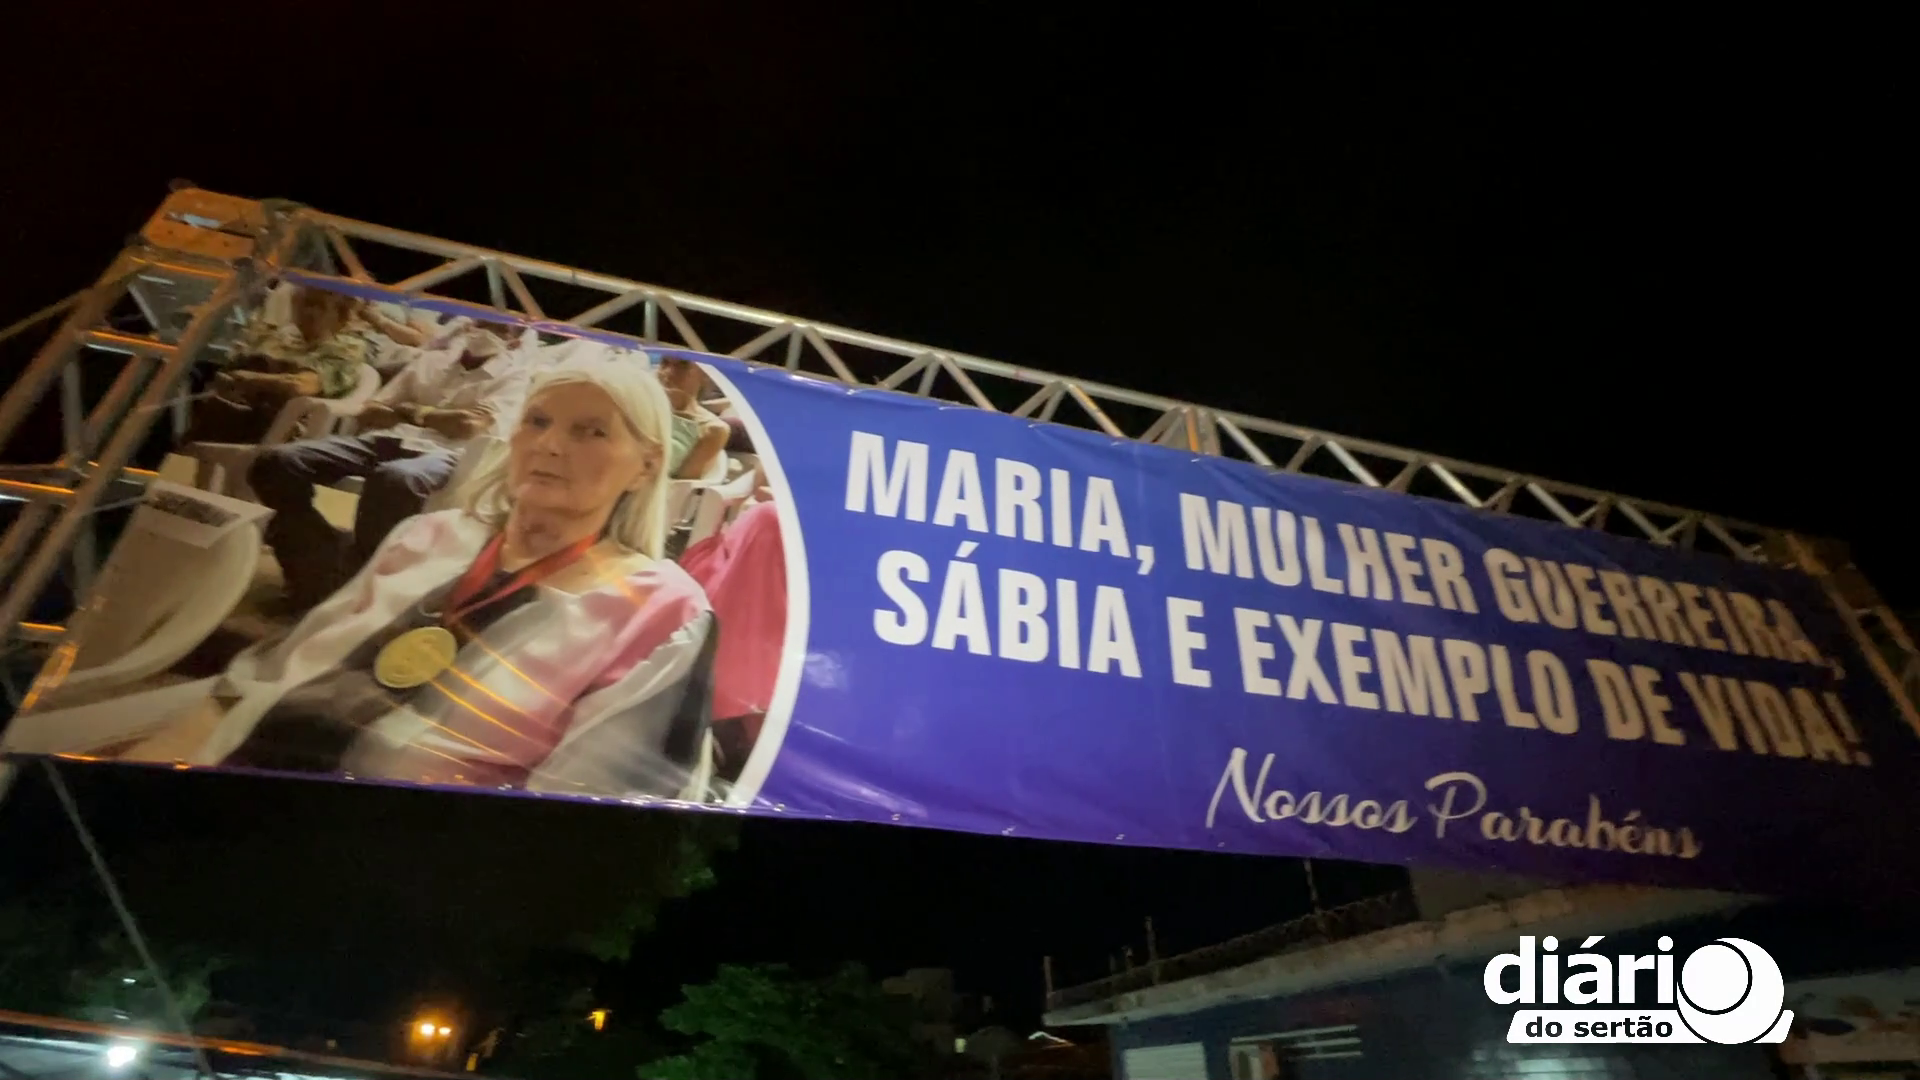 MARIA, MULHER GUERREIRA,
SÁBIA E EXEMPLO DE VIDA!
Nossos Parabéns
diário
do sertão